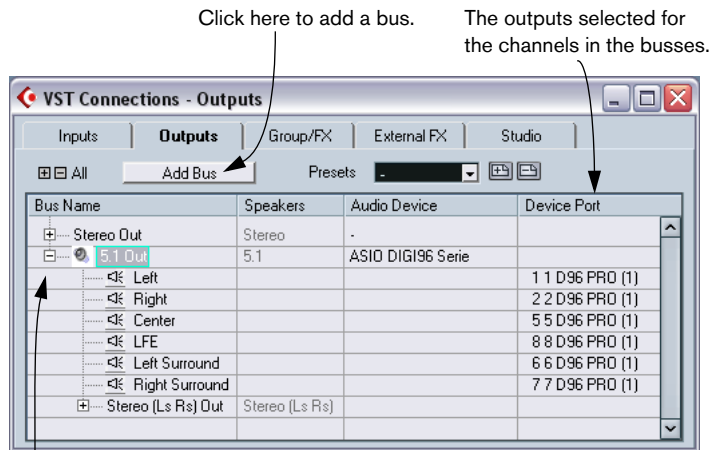 Click here to add a bus.
The outputs selected for
the channels in the busses.
VST Connections - Outputs
Inputs Outputs Group/FX External FX Studio
All Add Bus Presets -
Bus Name Speakers Audio Device Device Port
Stereo Out Stereo -
5.1 Out 5.1 ASIO DIGI96 Serie
Left 1 1 D96 PRO (1)
Right 2 2 D96 PRO (1)
Center 5 5 D96 PRO (1)
LFE 8 8 D96 PRO (1)
Left Surround 6 6 D96 PRO (1)
Right Surround 7 7 D96 PRO (1)
Stereo (Ls Rs) Out Stereo (Ls Rs)